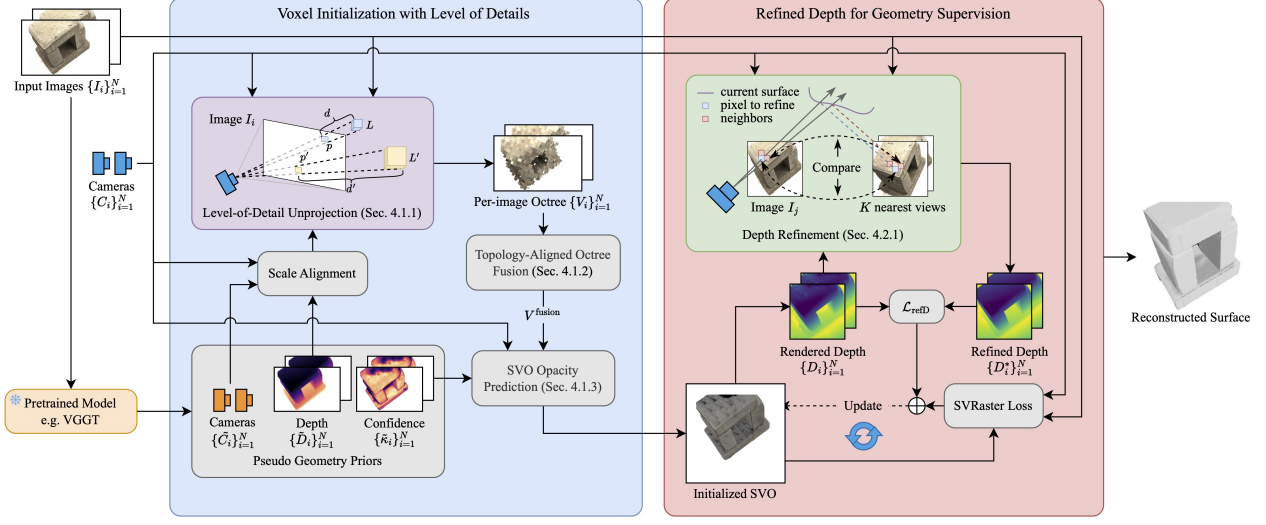 Voxel Initialization with Level of Details
Refined Depth for Geometry Supervision
Input Images {I_i}_{i=1}^N
Cameras
{C_i}_{i=1}^N
Pretrained Model
e.g. VGGT
Image I_i
d
L
p
p'
L'
d'
Level-of-Detail Unprojection (Sec. 4.1.1)
Scale Alignment
Cameras
{C̃_i}_{i=1}^N
Depth
{D̃_i}_{i=1}^N
Confidence
{κ̃_i}_{i=1}^N
Pseudo Geometry Priors
Per-image Octree {V_i}_{i=1}^N
Topology-Aligned Octree
Fusion (Sec. 4.1.2)
V^fusion
SVO Opacity
Prediction (Sec. 4.1.3)
current surface
pixel to refine
neighbors
Compare
Image I_j
K nearest views
Depth Refinement (Sec. 4.2.1)
Rendered Depth
{D_i}_{i=1}^N
L_refD
Refined Depth
{D_i^*}_{i=1}^N
Update
SVRaster Loss
Initialized SVO
Reconstructed Surface